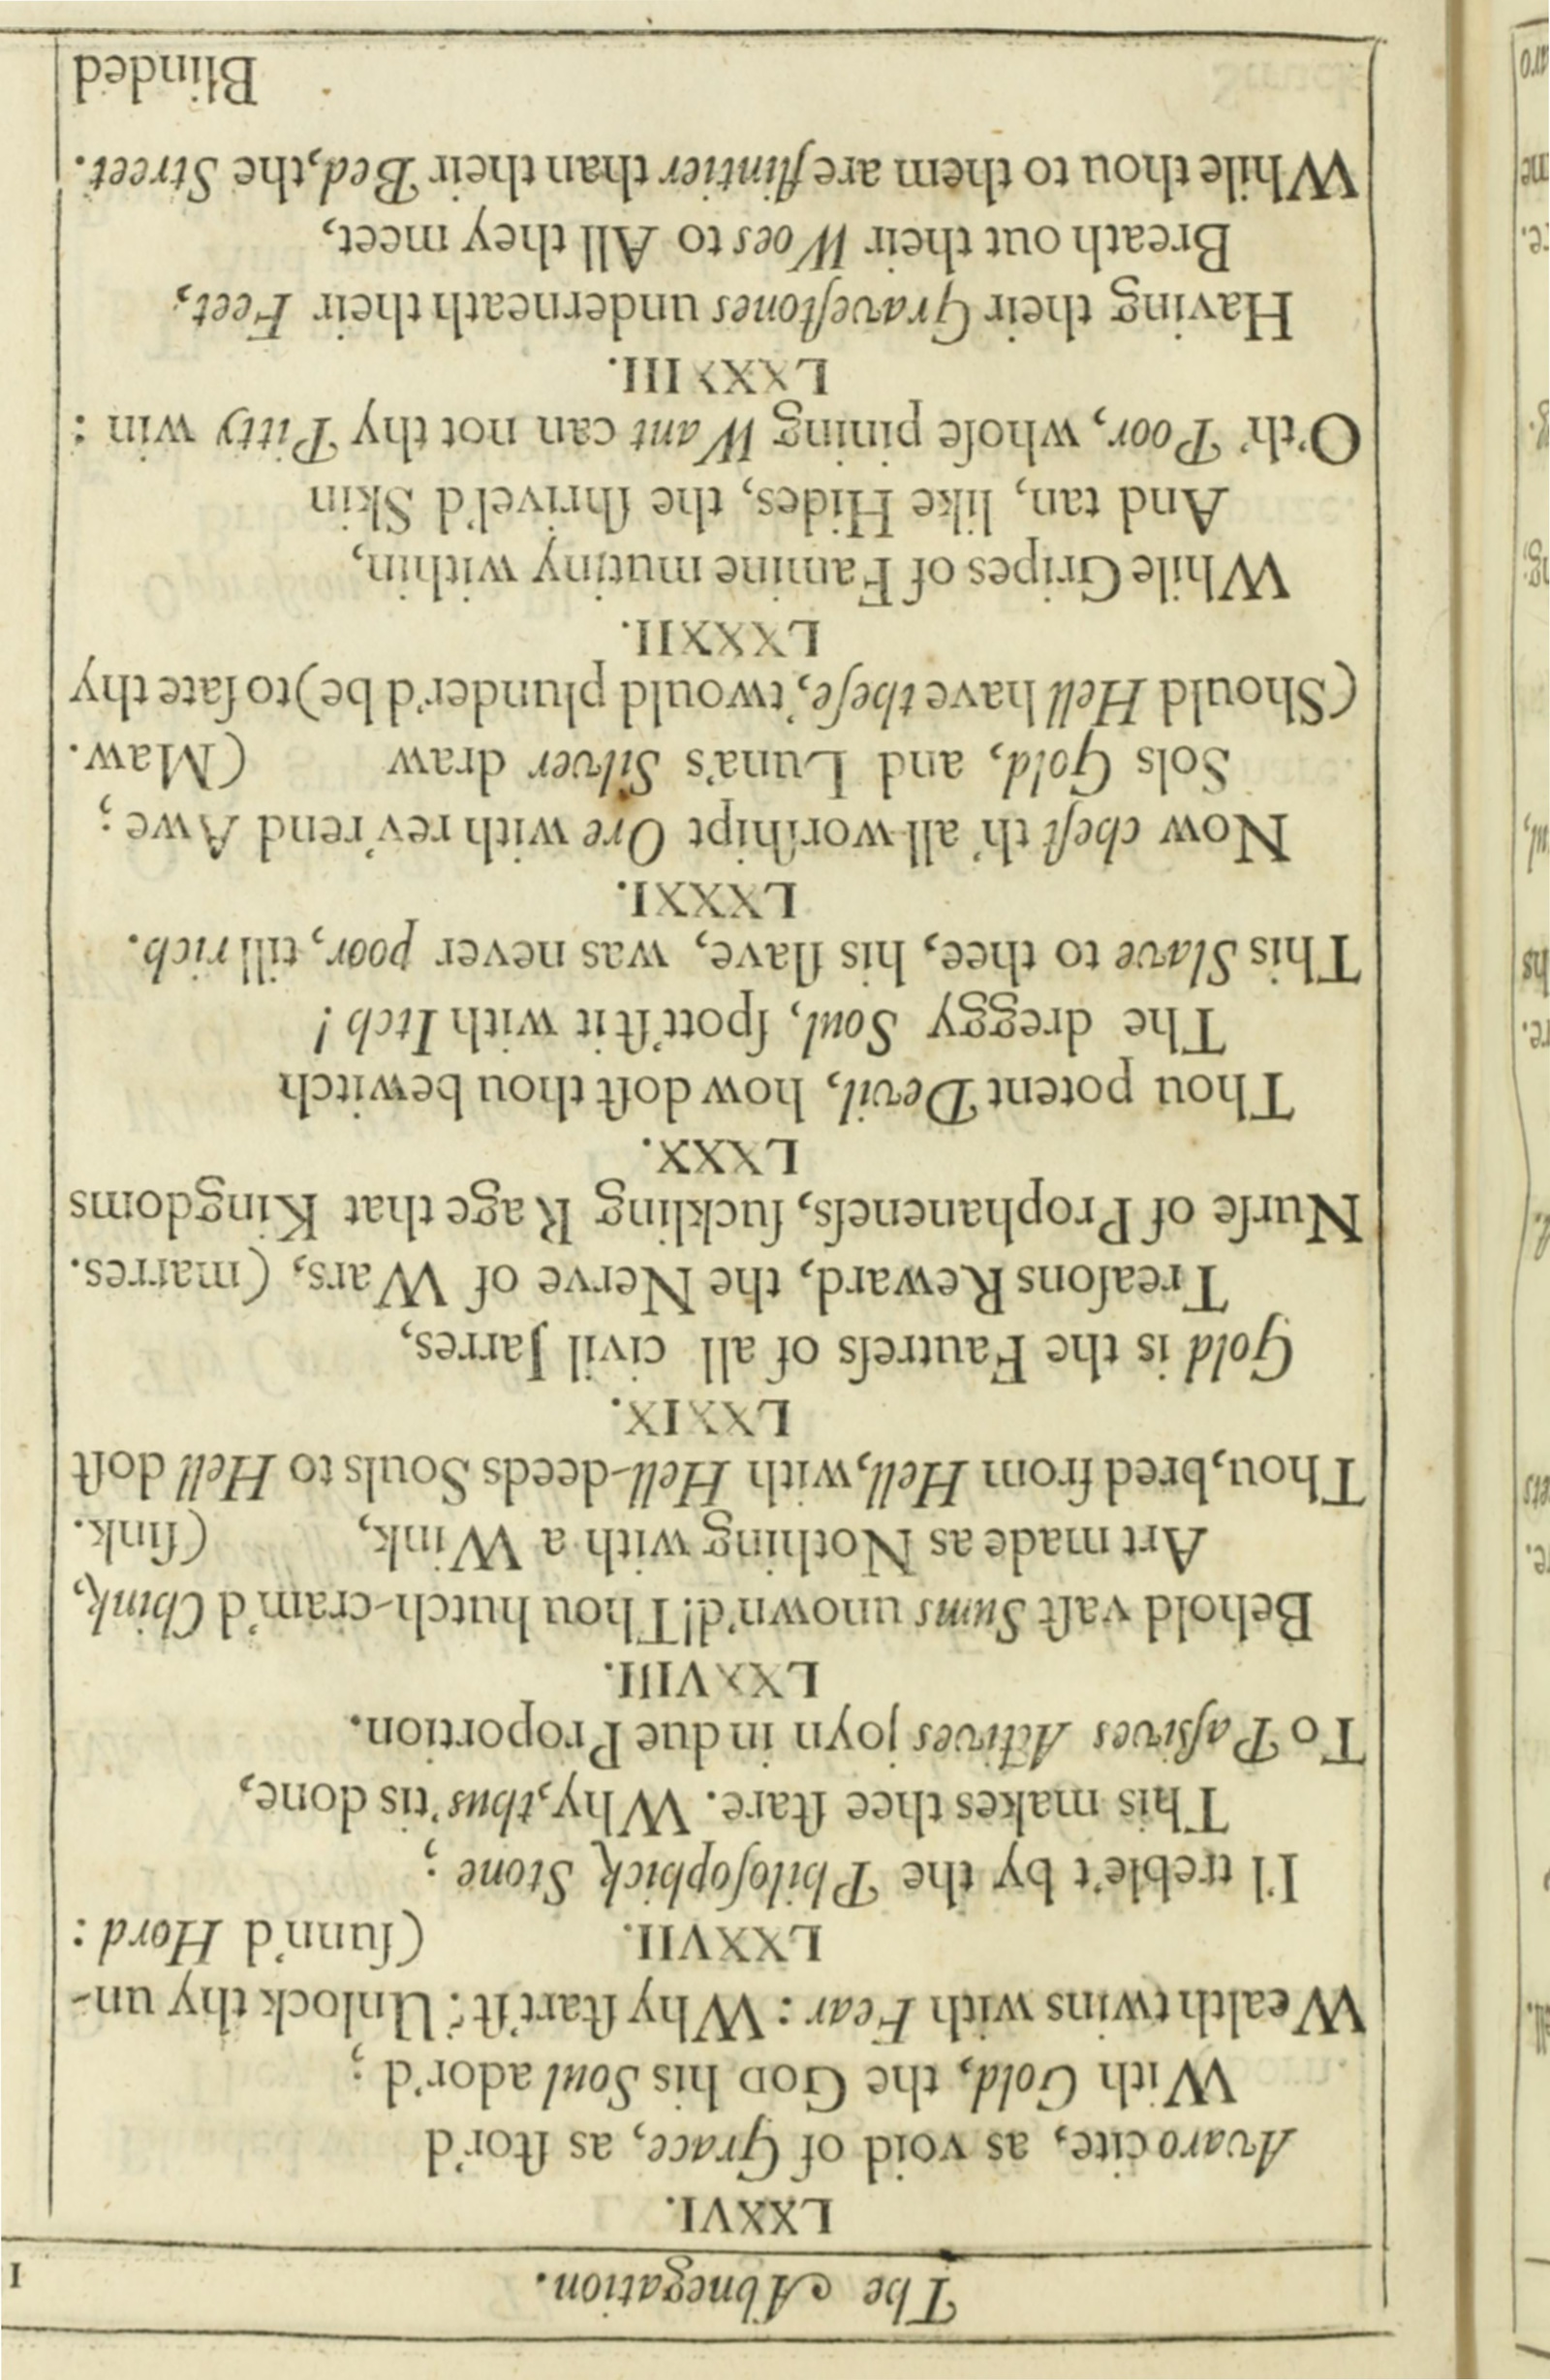 The Abnegation.
LXXVI.
Avarocite, as void of Grace, as ſtor'd
With Gold, the GOD his Soul ador'd ;
Wealth twins with Fear : Why ſtart'ſt ? Unlock thy un-
LXXVII. (ſunn'd Hord :
I'l treble't by the Philoſophick Stone ;
This makes thee ſtare. Why, thus 'tis done,
To Paſsives Actives joyn in due Proportion.
LXXVIII.
Behold vaſt Sums unown'd! Thou hutch-cram'd Chink,
Art made as Nothing with a Wink, (ſink.
Thou, bred from Hell, with Hell-deeds Souls to Hell doſt
LXXIX.
Gold is the Fautreſs of all civil Jarres,
Treaſons Reward, the Nerve of Wars, (marres.
Nurſe of Prophaneneſs, ſuckling Rage that Kingdoms
LXXX.
Thou potent Devil, how doſt thou bewitch
The dreggy Soul, ſpott'ſt it with Itch !
This Slave to thee, his ſlave, was never poor, till rich.
LXXXI.
Now cheſt th' all-worſhipt Ore with rev'rend Awe ;
Sols Gold, and Luna's Silver draw (Maw.
(Should Hell have theſe, 'twould plunder'd be) to ſate thy
LXXXII.
While Gripes of Famine mutiny within,
And tan, like Hides, the ſhrivel'd Skin
O'th' Poor, whoſe pining Want can not thy Pitty win :
LXXXIII.
Having their Graveſtones underneath their Feet,
Breath out their Woes to All they meet,
While thou to them are flintier than their Bed, the Street.
Blinded